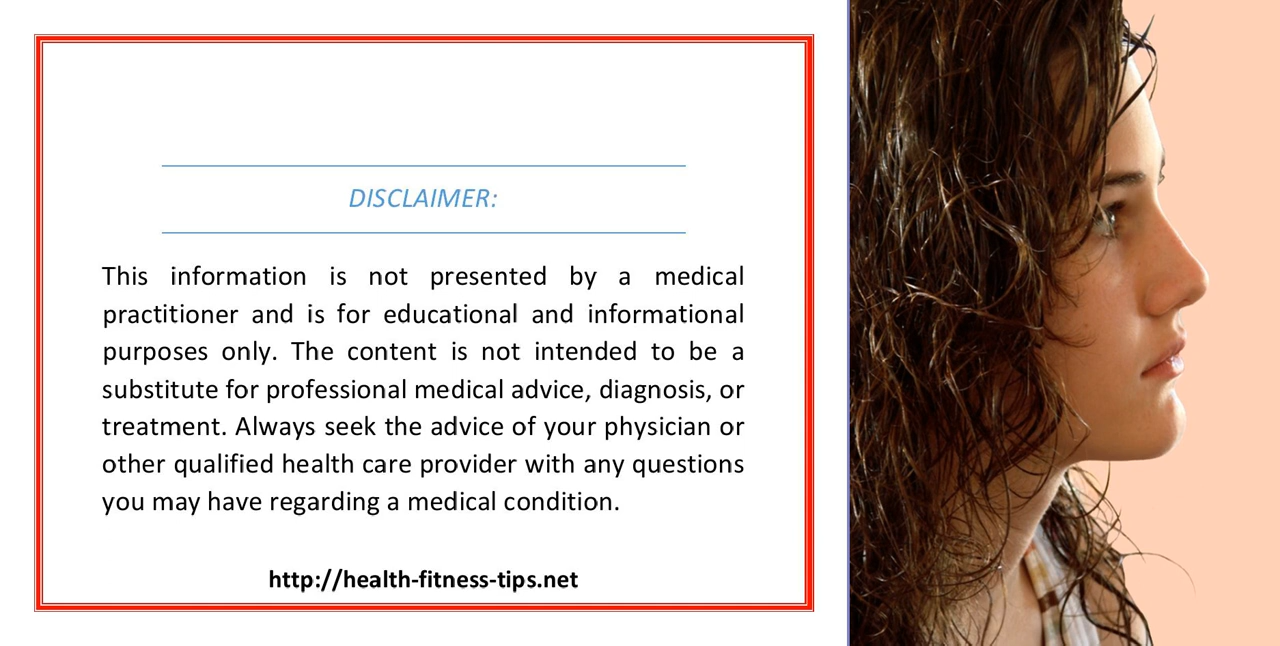 DISCLAIMER:
This information is not presented by a medical
practitioner and is for educational and informational
purposes only. The content is not intended to be a
substitute for professional medical advice, diagnosis, or
treatment. Always seek the advice of your physician or
other qualified health care provider with any questions
you may have regarding a medical condition.
http://health-fitness-tips.net